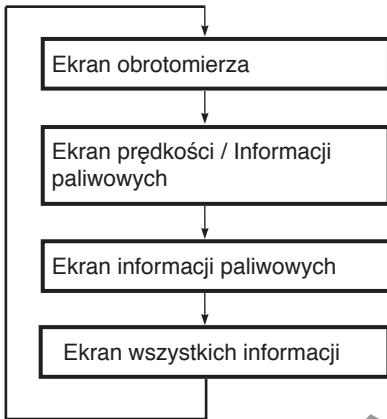 Ekran obrotomierza
Ekran prędkości / Informacji
paliwowych
Ekran informacji paliwowych
Ekran wszystkich informacji